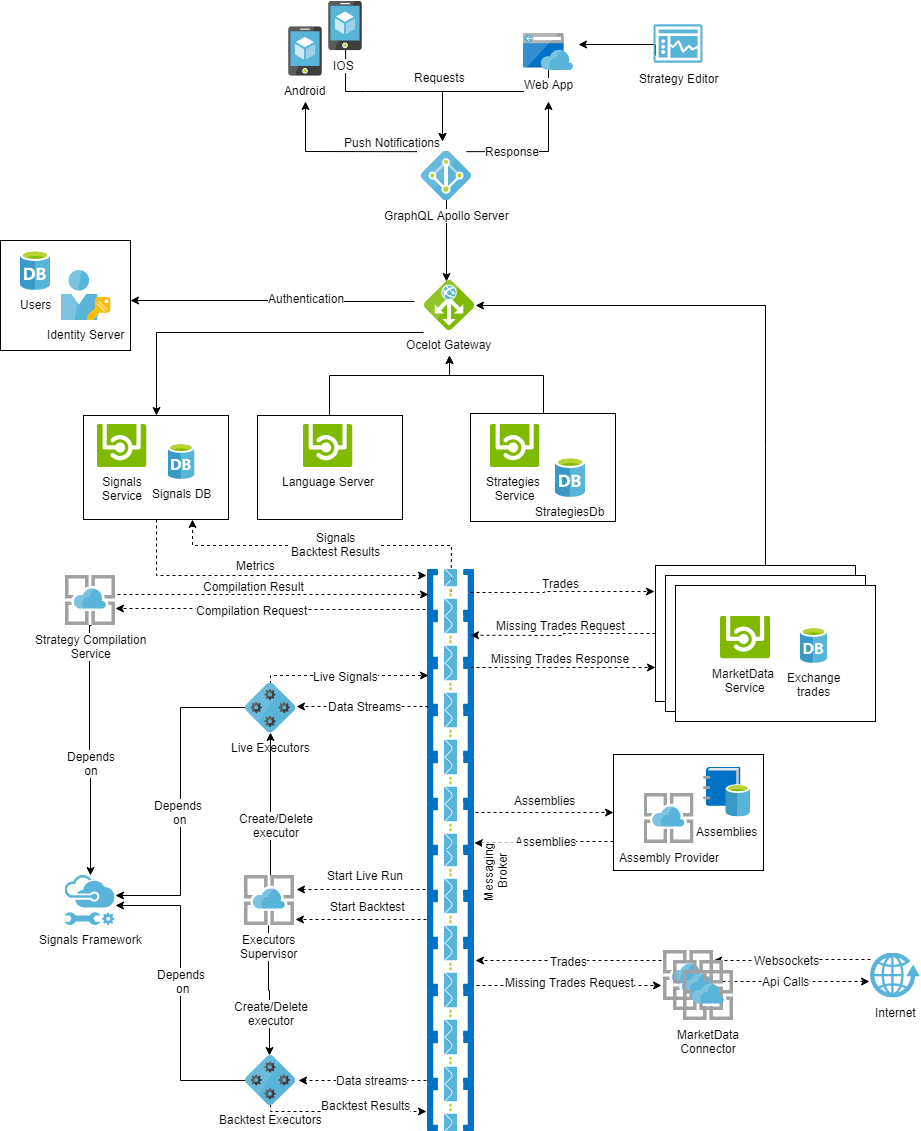 IOS
Android
Requests
Web App
Strategy Editor
Push Notifications
Response
GraphQL Apollo Server
DB
Users
Identity Server
Authentication
Ocelot Gateway
Signals
Service
DB
Signals DB
Language Server
Strategies
Service
DB
StrategiesDb
Signals
Backtest Results
Metrics
Compilation Result
Compilation Request
Strategy Compilation
Service
Trades
Missing Trades Request
Missing Trades Response
MarketData
Service
DB
Exchange
trades
Live Signals
Data Streams
Live Executors
Depends
on
Depends
on
Create/Delete
executor
Assemblies
Assemblies
DB
Assemblies
Assembly Provider
Messaging
Broker
Start Live Run
Start Backtest
Executors
Supervisor
Signals Framework
Depends
on
Create/Delete
executor
Trades
Missing Trades Request
Websockets
Api Calls
Internet
MarketData
Connector
Data streams
Backtest Results
Backtest Executors